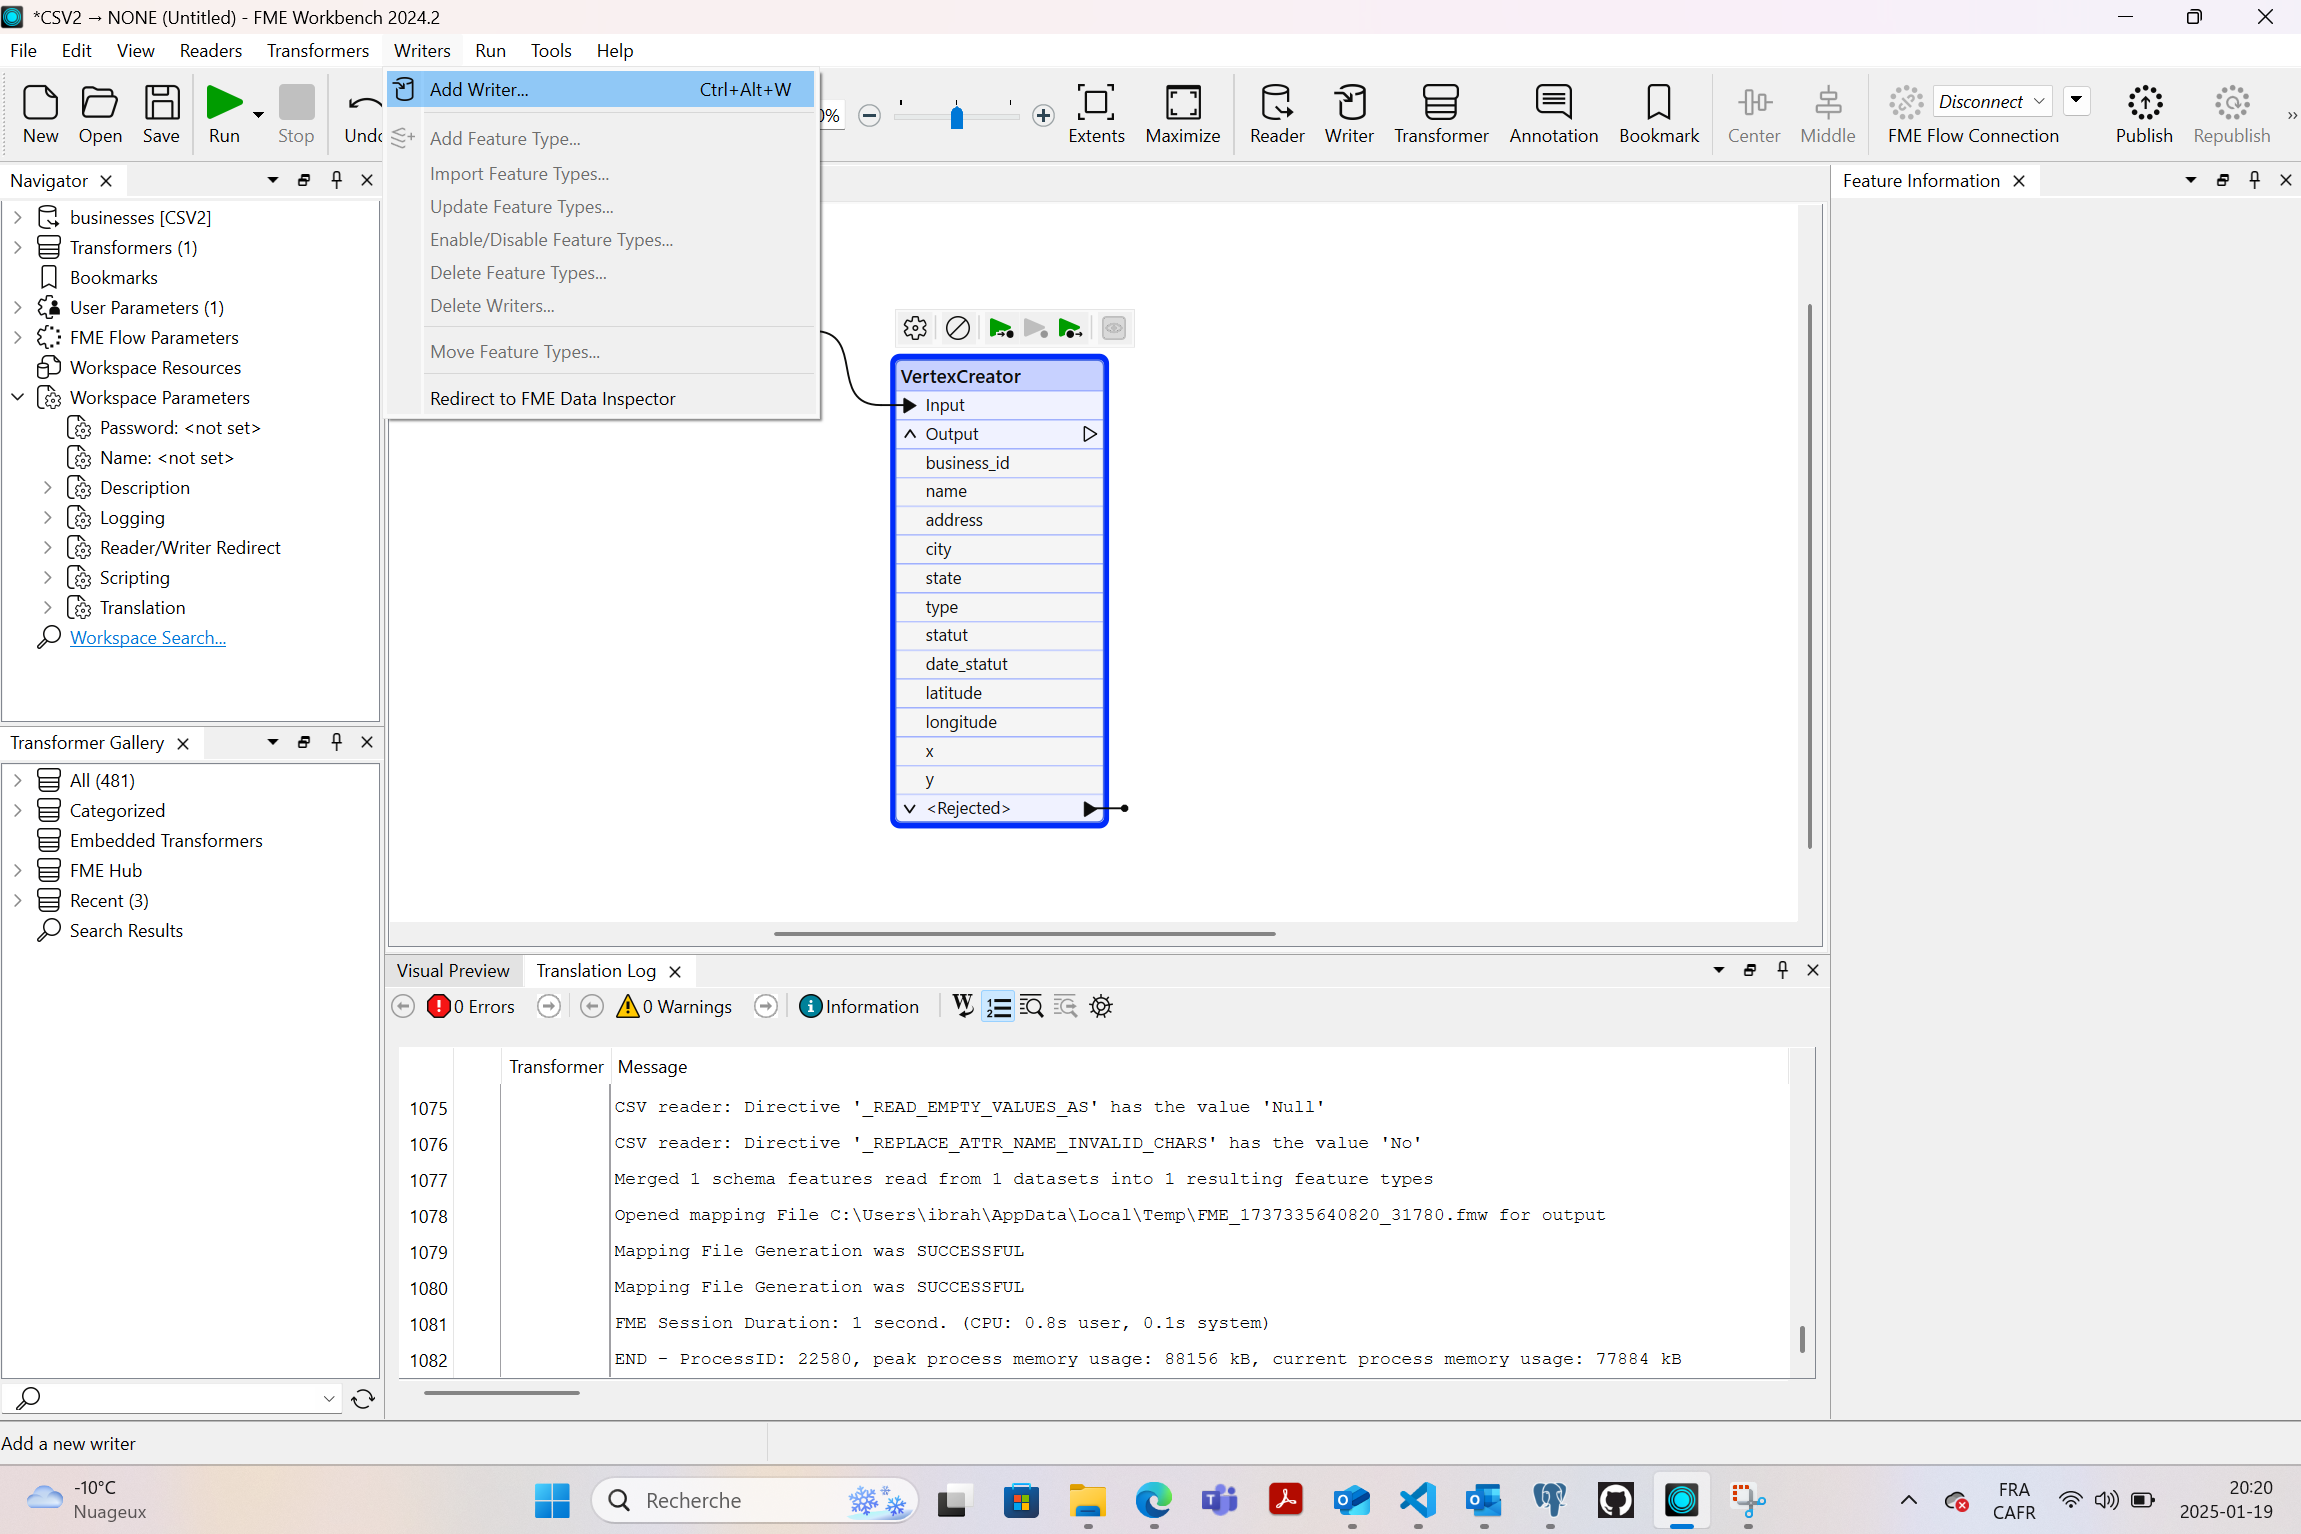 *CSV2 → NONE (Untitled) - FME Workbench 2024.2
File Edit View Readers Transformers Writers Run Tools Help
New Open Save Run Stop Undo
0%
Extents Maximize Reader Writer Transformer Annotation Bookmark Center Middle
Disconnect
FME Flow Connection
Publish Republish
Add Writer... Ctrl+Alt+W
Add Feature Type...
Import Feature Types...
Update Feature Types...
Enable/Disable Feature Types...
Delete Feature Types...
Delete Writers...
Move Feature Types...
Redirect to FME Data Inspector
Navigator
businesses [CSV2]
Transformers (1)
Bookmarks
User Parameters (1)
FME Flow Parameters
Workspace Resources
Workspace Parameters
Password: <not set>
Name: <not set>
Description
Logging
Reader/Writer Redirect
Scripting
Translation
Workspace Search...
Transformer Gallery
All (481)
Categorized
Embedded Transformers
FME Hub
Recent (3)
Search Results
VertexCreator
Input
Output
business_id
name
address
city
state
type
statut
date_statut
latitude
longitude
x
y
<Rejected>
Feature Information
Visual Preview Translation Log
0 Errors 0 Warnings Information
Transformer Message
1075 CSV reader: Directive '_READ_EMPTY_VALUES_AS' has the value 'Null'
1076 CSV reader: Directive '_REPLACE_ATTR_NAME_INVALID_CHARS' has the value 'No'
1077 Merged 1 schema features read from 1 datasets into 1 resulting feature types
1078 Opened mapping File C:\Users\ibrah\AppData\Local\Temp\FME_1737335640820_31780.fmw for output
1079 Mapping File Generation was SUCCESSFUL
1080 Mapping File Generation was SUCCESSFUL
1081 FME Session Duration: 1 second. (CPU: 0.8s user, 0.1s system)
1082 END - ProcessID: 22580, peak process memory usage: 88156 kB, current process memory usage: 77884 kB
Add a new writer
-10°C
Nuageux
Recherche
FRA
CAFR
20:20
2025-01-19